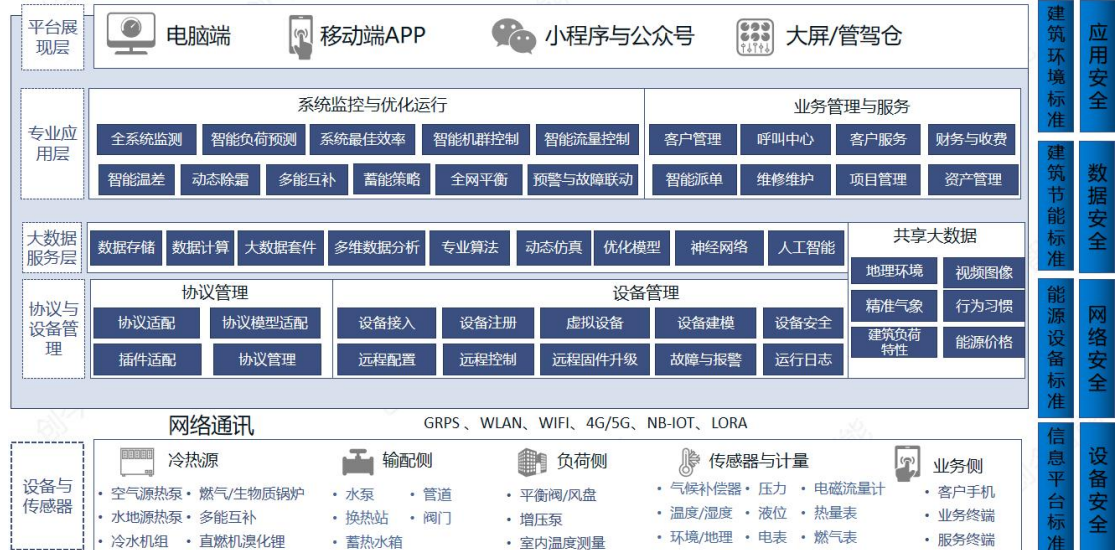 平台展
现层
电脑端
移动端APP
小程序与公众号
大屏/管驾仓
专业应
用层
系统监控与优化运行
全系统监测
智能负荷预测
系统最佳效率
智能机群控制
智能流量控制
智能温差
动态除霜
多能互补
蓄能策略
全网平衡
预警与故障联动
业务管理与服务
客户管理
呼叫中心
客户服务
财务与收费
智能派单
维修维护
项目管理
资产管理
大数据
服务层
数据存储
数据计算
大数据套件
多维数据分析
专业算法
动态仿真
优化模型
神经网络
人工智能
共享大数据
地理环境
视频图像
精准气象
行为习惯
建筑负荷
特性
能源价格
协议与
设备管
理
协议管理
协议适配
协议模型适配
插件适配
协议管理
设备管理
设备接入
设备注册
虚拟设备
设备建模
设备安全
远程配置
远程控制
远程固件升级
故障与报警
运行日志
网络通讯
GRPS 、WLAN、WIFI、4G/5G、NB-IOT、LORA
设备与
传感器
冷热源
• 空气源热泵 • 燃气/生物质锅炉
• 水地源热泵 • 多能互补
• 冷水机组 • 直燃机溴化锂
输配侧
• 水泵 • 管道
• 换热站 • 阀门
• 蓄热水箱
负荷侧
• 平衡阀/风盘
• 增压泵
• 室内温度测量
传感器与计量
• 气候补偿器 • 压力 • 电磁流量计
• 温度/湿度 • 液位 • 热量表
• 环境/地理 • 电表 • 燃气表
业务侧
• 客户手机
• 业务终端
• 服务终端
建筑环境标准
应用安全
建筑节能标准
数据安全
能源设备标准
网络安全
信息平台标准
设备安全